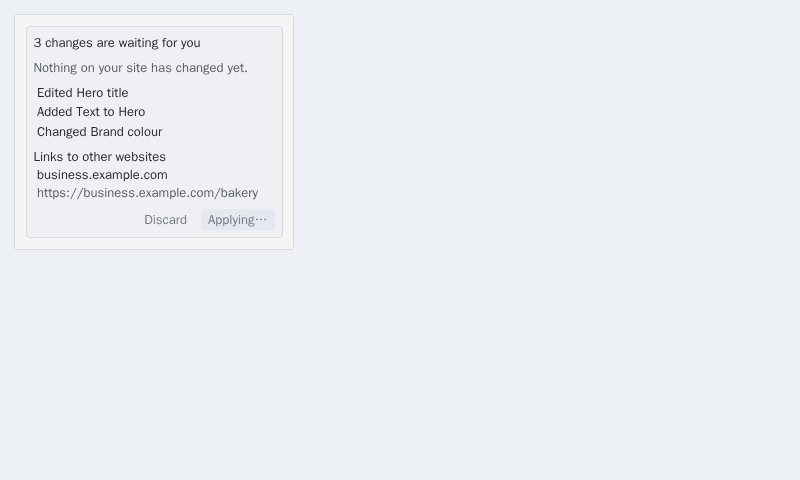 3 changes are waiting for you
Nothing on your site has changed yet.
Edited Hero title
Added Text to Hero
Changed Brand colour
Links to other websites
business.example.com
https://business.example.com/bakery
Discard
Applying⋯